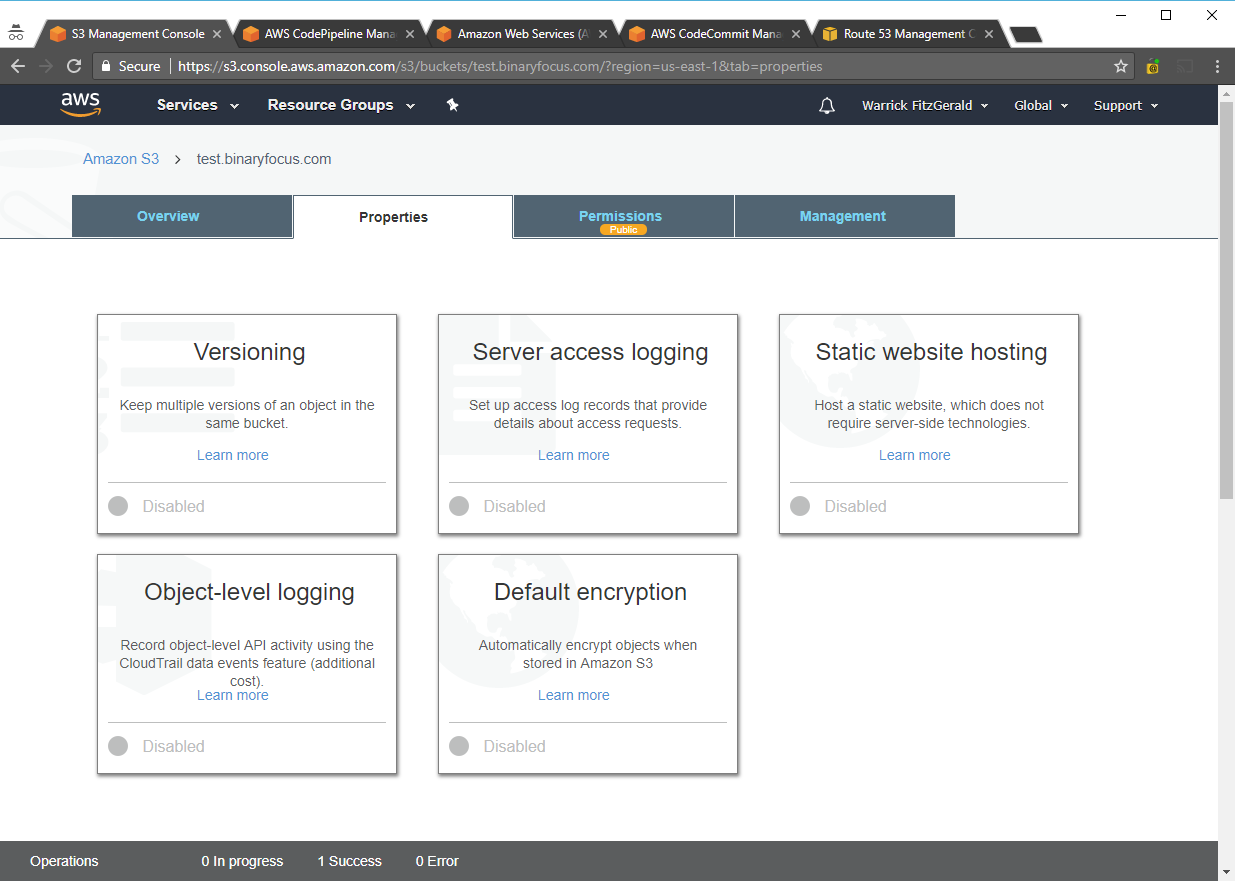 S3 Management Console
AWS CodePipeline Mana
Amazon Web Services (A
AWS CodeCommit Mana
Route 53 Management C
Secure https://s3.console.aws.amazon.com/s3/buckets/test.binaryfocus.com/?region=us-east-1&tab=properties
aws Services Resource Groups Warrick FitzGerald Global Support
Amazon S3 > test.binaryfocus.com
Overview Properties Permissions Management
Public
Versioning
Keep multiple versions of an object in the
same bucket.
Learn more
Disabled
Server access logging
Set up access log records that provide
details about access requests.
Learn more
Disabled
Static website hosting
Host a static website, which does not
require server-side technologies.
Learn more
Disabled
Object-level logging
Record object-level API activity using the
CloudTrail data events feature (additional
cost).
Learn more
Disabled
Default encryption
Automatically encrypt objects when
stored in Amazon S3
Learn more
Disabled
Operations 0 In progress 1 Success 0 Error